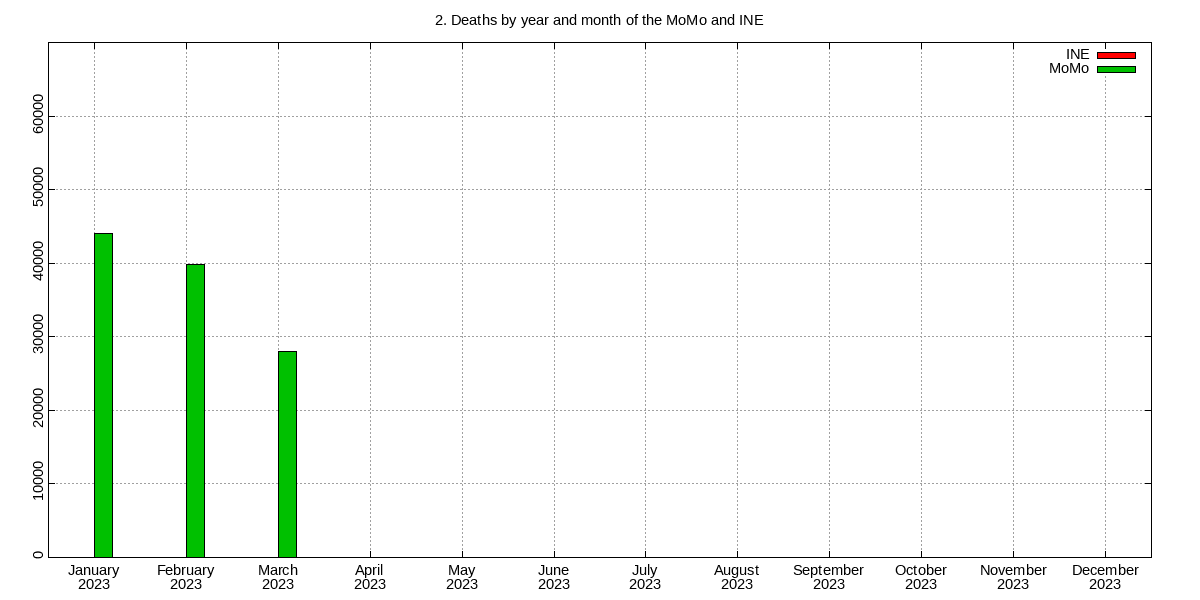 2. Deaths by year and month of the MoMo and INE
INE
MoMo
60000
50000
40000
30000
20000
10000
0
January February March April May June July August September October November December
2023 2023 2023 2023 2023 2023 2023 2023 2023 2023 2023 2023